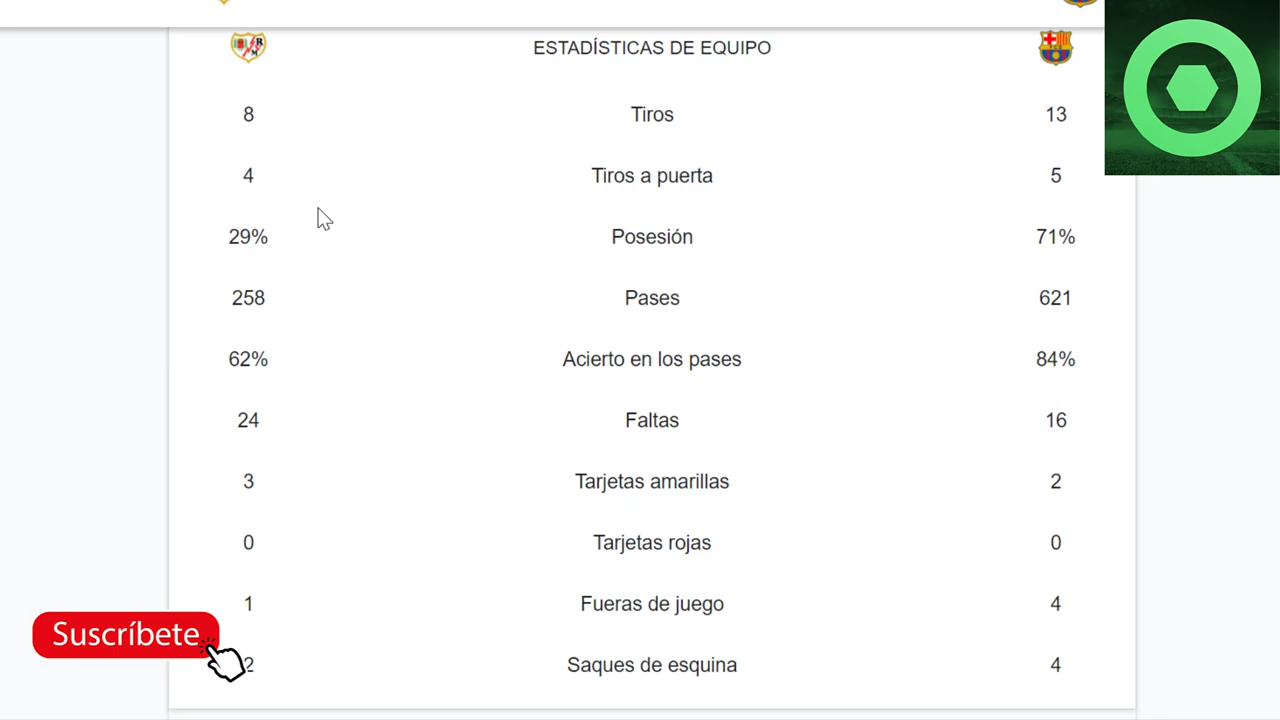 ESTADÍSTICAS DE EQUIPO
8 Tiros 13
4 Tiros a puerta 5
29% Posesión 71%
258 Pases 621
62% Acierto en los pases 84%
24 Faltas 16
3 Tarjetas amarillas 2
0 Tarjetas rojas 0
1 Fueras de juego 4
Suscríbete
2 Saques de esquina 4